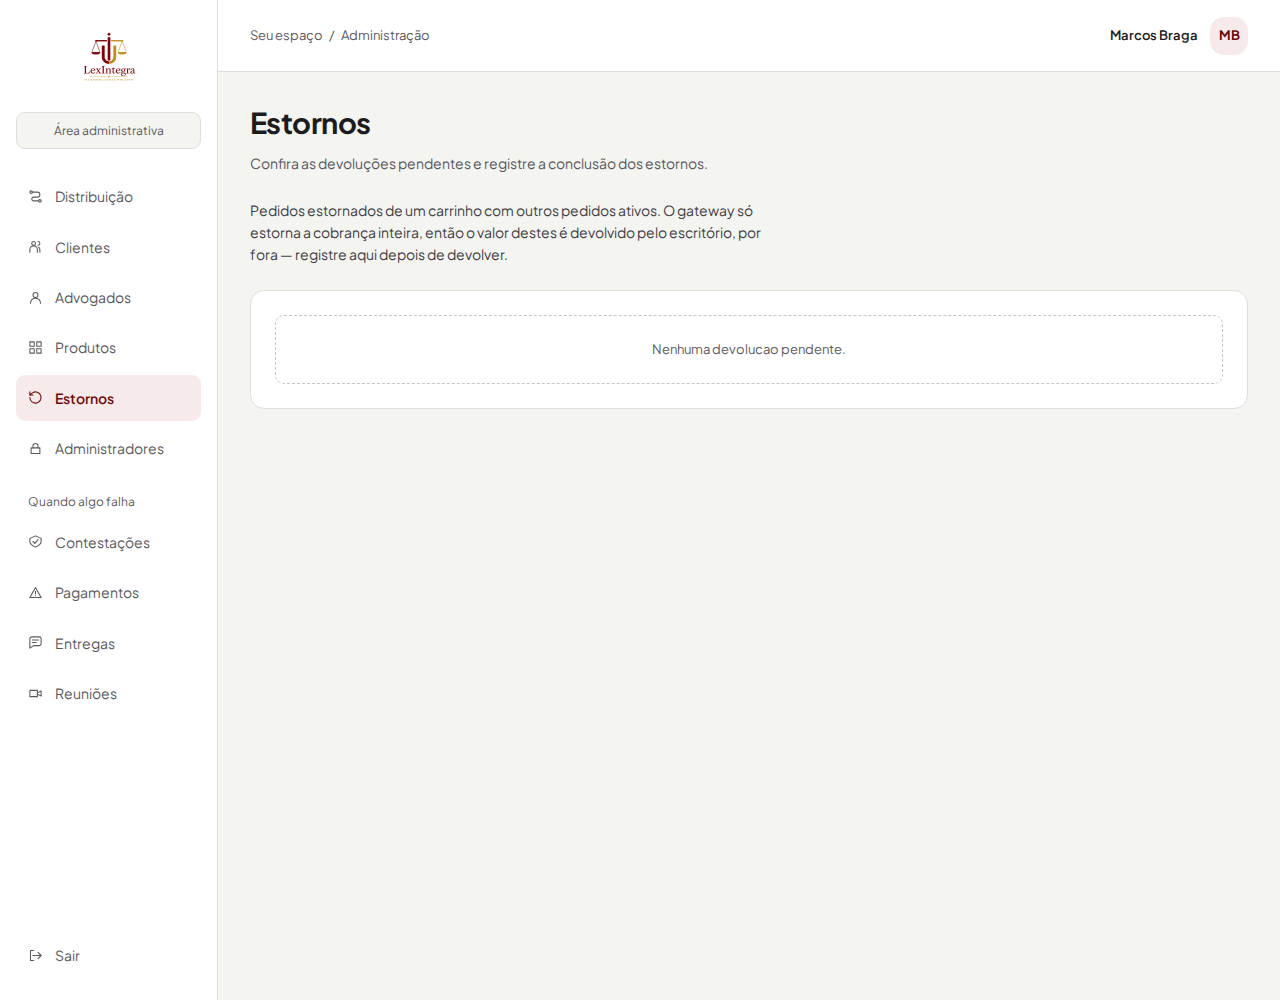 LexIntegra
Área administrativa
Distribuição
Clientes
Advogados
Produtos
Estornos
Administradores
Quando algo falha
Contestações
Pagamentos
Entregas
Reuniões
Sair
Seu espaço / Administração
Marcos Braga MB
Estornos
Confira as devoluções pendentes e registre a conclusão dos estornos.
Pedidos estornados de um carrinho com outros pedidos ativos. O gateway só
estorna a cobrança inteira, então o valor destes é devolvido pelo escritório, por
fora — registre aqui depois de devolver.
Nenhuma devolucao pendente.